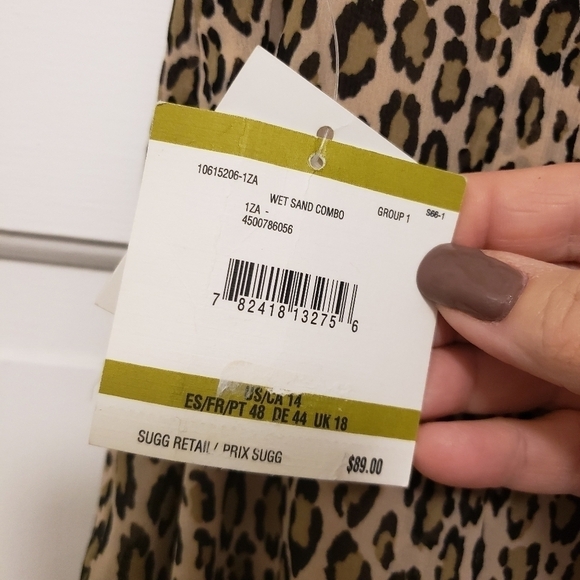 10615206-1ZA
WET SAND COMBO
1ZA - GROUP 1 S66-1
4500786056
7 82418 13275 6
US/CA 14
ES/FR/PT 48 DE 44 UK 18
SUGG RETAIL / PRIX SUGG $89.00